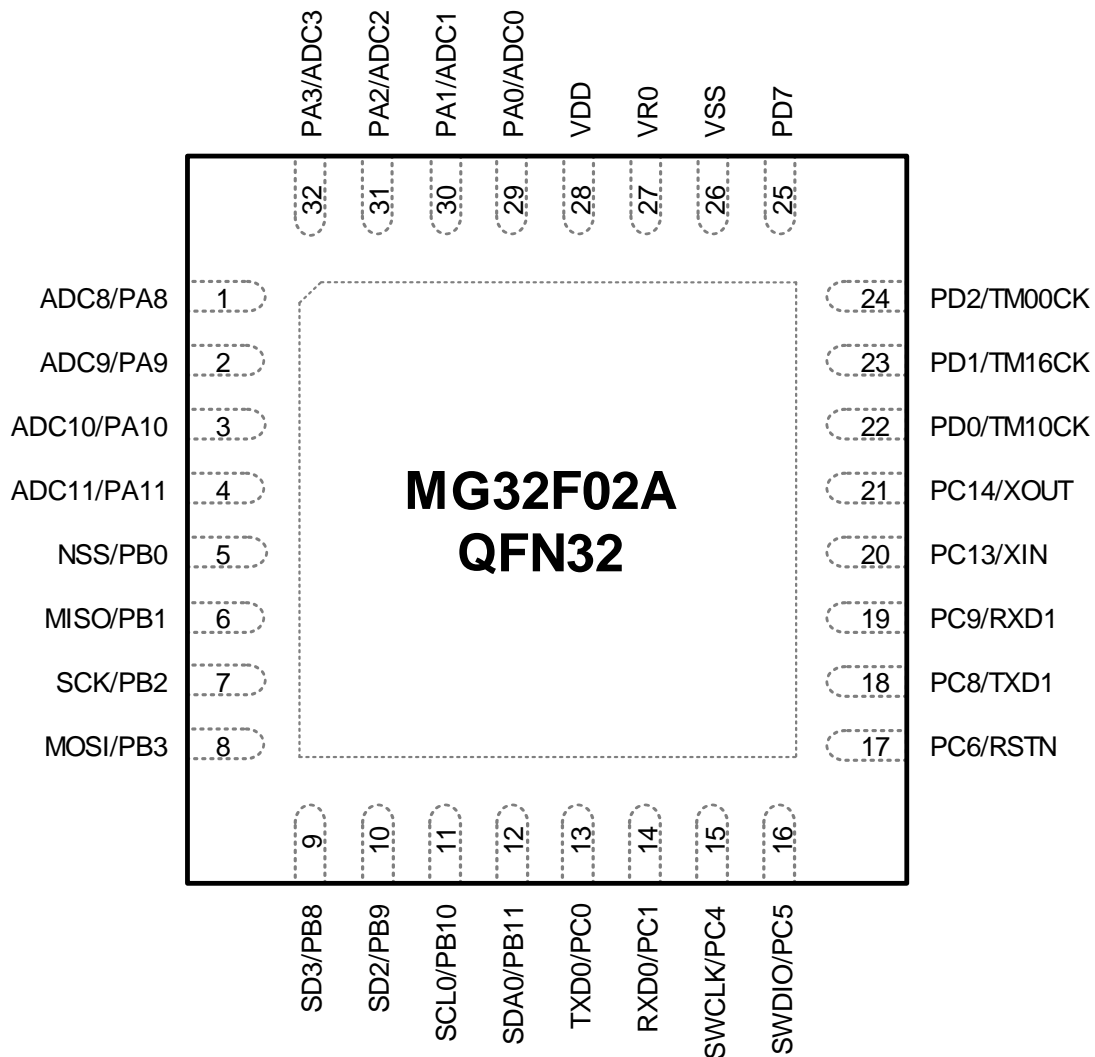 PA3/ADC3
PA2/ADC2
PA1/ADC1
PA0/ADC0
VDD
VR0
VSS
PD7
32
31
30
29
28
27
26
25
ADC8/PA8 1
ADC9/PA9 2
ADC10/PA10 3
ADC11/PA11 4
NSS/PB0 5
MISO/PB1 6
SCK/PB2 7
MOSI/PB3 8
MG32F02A
QFN32
24 PD2/TM00CK
23 PD1/TM16CK
22 PD0/TM10CK
21 PC14/XOUT
20 PC13/XIN
19 PC9/RXD1
18 PC8/TXD1
17 PC6/RSTN
9
10
11
12
13
14
15
16
SD3/PB8
SD2/PB9
SCL0/PB10
SDA0/PB11
TXD0/PC0
RXD0/PC1
SWCLK/PC4
SWDIO/PC5